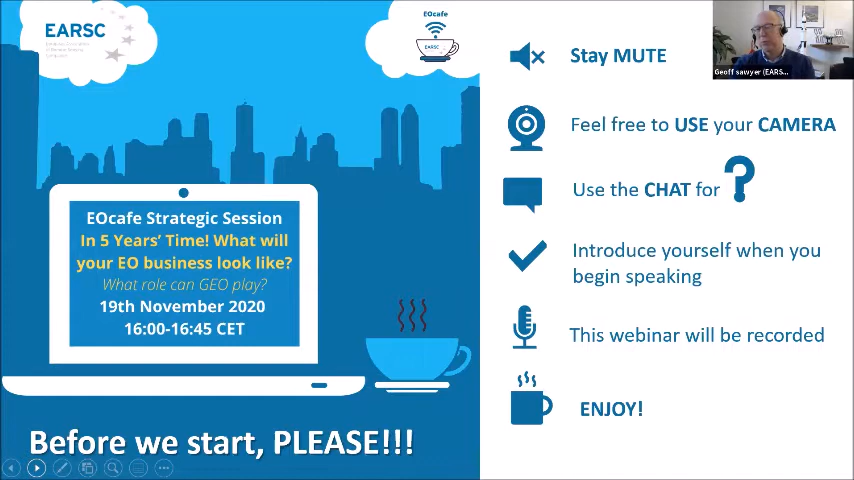 EARSC
EOcafe
EARSC
Geoff sawyer (EARS...
Stay MUTE
Feel free to USE your CAMERA
Use the CHAT for ?
Introduce yourself when you
begin speaking
This webinar will be recorded
ENJOY!
EOcafe Strategic Session
In 5 Years' Time! What will
your EO business look like?
What role can GEO play?
19th November 2020
16:00-16:45 CET
Before we start, PLEASE!!!